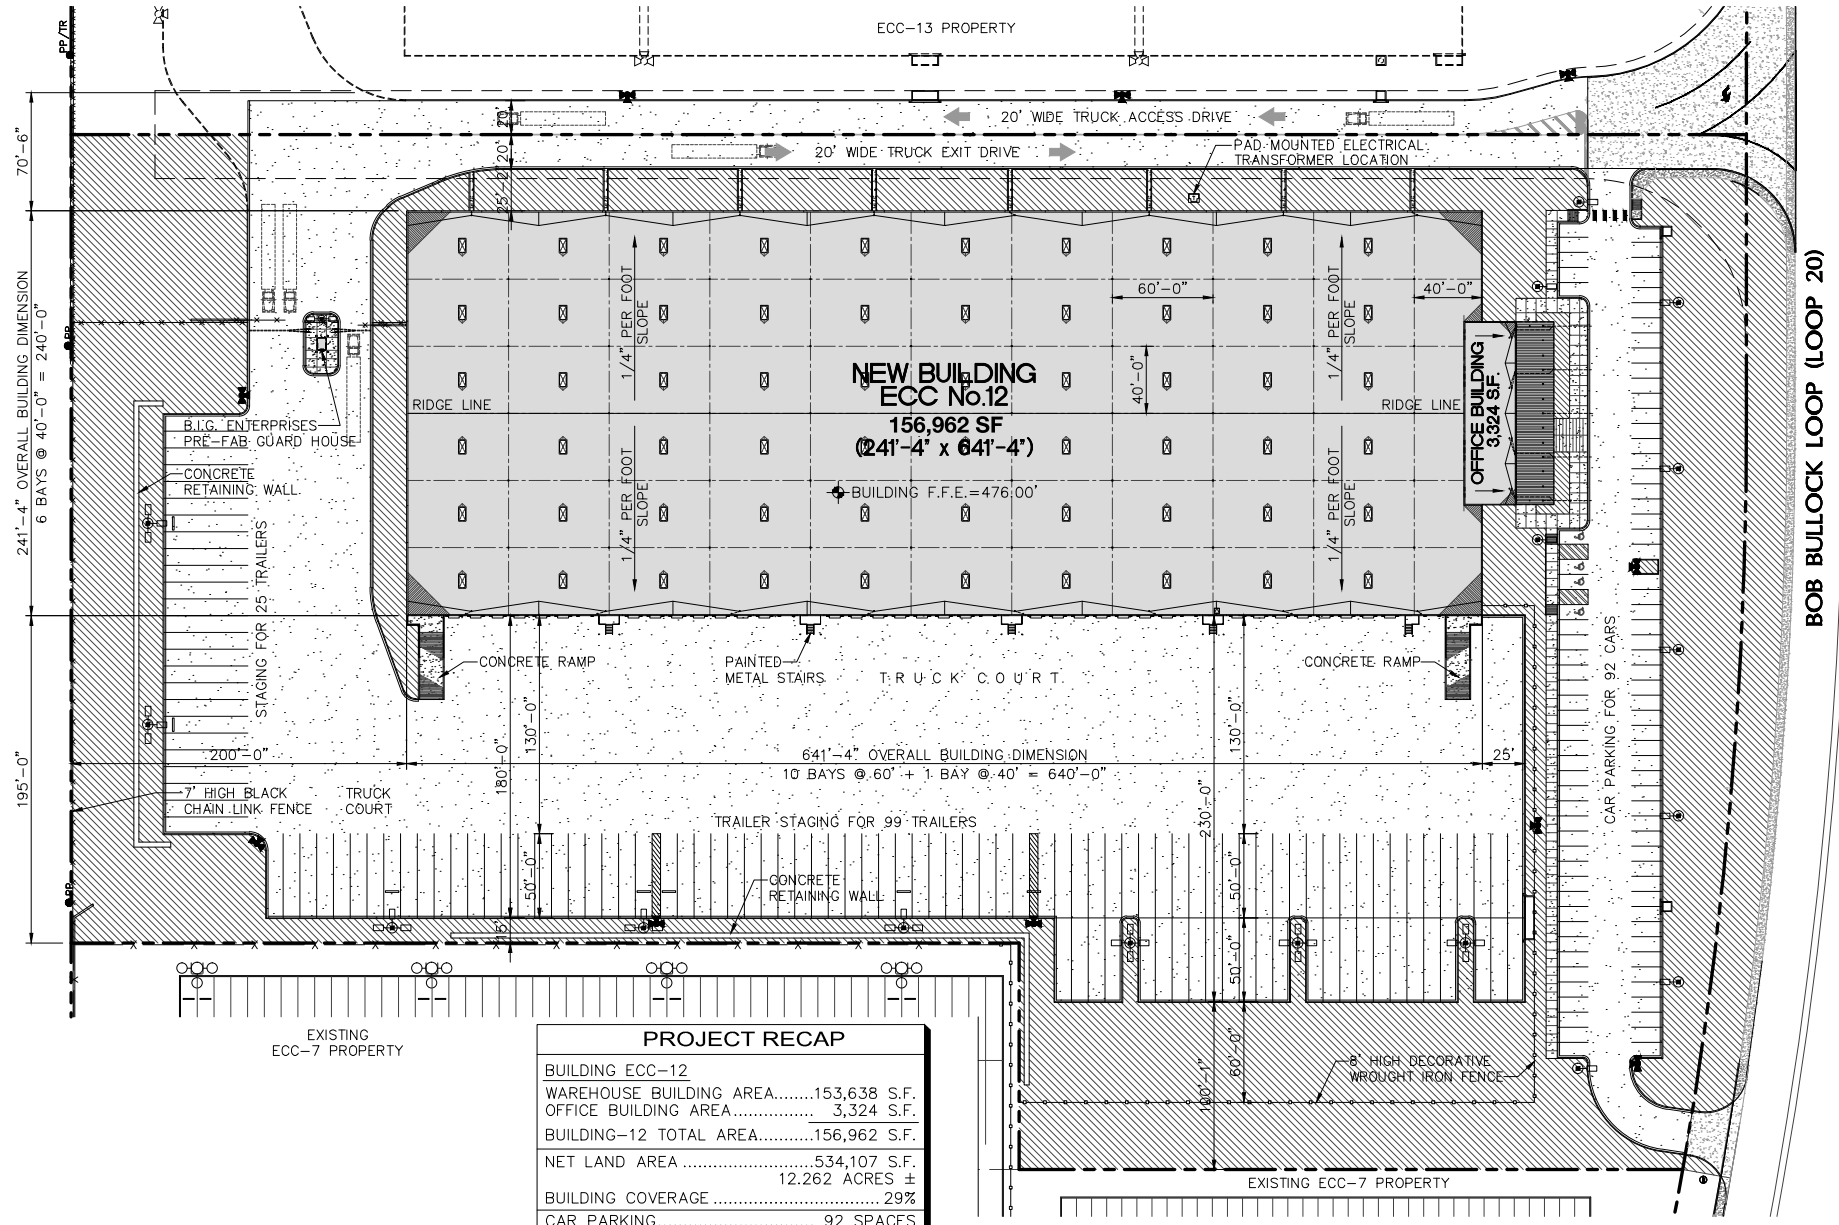 ECC-13 PROPERTY
PP/TR
20' WIDE TRUCK ACCESS DRIVE
20' WIDE TRUCK EXIT DRIVE
PAD MOUNTED ELECTRICAL
TRANSFORMER LOCATION
70'-6"
20'
20'
241'-4" OVERALL BUILDING DIMENSION
6 BAYS @ 40'-0" = 240'-0"
195'-0"
PP
PP
B.I.G. ENTERPRISES
PRE-FAB GUARD HOUSE
CONCRETE
RETAINING WALL
STAGING FOR 25 TRAILERS
1/4" PER FOOT
SLOPE
1/4" PER FOOT
SLOPE
60'-0"
40'-0"
40'-0"
NEW BUILDING
ECC No.12
156,962 SF
(241'-4" x 641'-4")
RIDGE LINE
RIDGE LINE
BUILDING F.F.E.=476.00'
1/4" PER FOOT
SLOPE
1/4" PER FOOT
SLOPE
OFFICE BUILDING
3,324 S.F.
BOB BULLOCK LOOP (LOOP 20)
CONCRETE RAMP
PAINTED
METAL STAIRS
TRUCK COURT
CONCRETE RAMP
CAR PARKING FOR 92 CARS
130'-0"
180'-0"
130'-0"
230'-0"
200'-0"
641'-4" OVERALL BUILDING DIMENSION
10 BAYS @ 60' + 1 BAY @ 40' = 640'-0"
25'
7' HIGH BLACK
CHAIN LINK FENCE
TRUCK
COURT
TRAILER STAGING FOR 99 TRAILERS
50'-0"
50'-0"
CONCRETE
RETAINING WALL
15'
50'-0"
60'-0"
100'-1"
8' HIGH DECORATIVE
WROUGHT IRON FENCE
EXISTING
ECC-7 PROPERTY
EXISTING ECC-7 PROPERTY
PROJECT RECAP
BUILDING ECC-12
WAREHOUSE BUILDING AREA.......153,638 S.F.
OFFICE BUILDING AREA............... 3,324 S.F.
BUILDING-12 TOTAL AREA..........156,962 S.F.
NET LAND AREA .......................534,107 S.F.
12.262 ACRES ±
BUILDING COVERAGE ............................... 29%
CAR PARKING............................. 92 SPACES